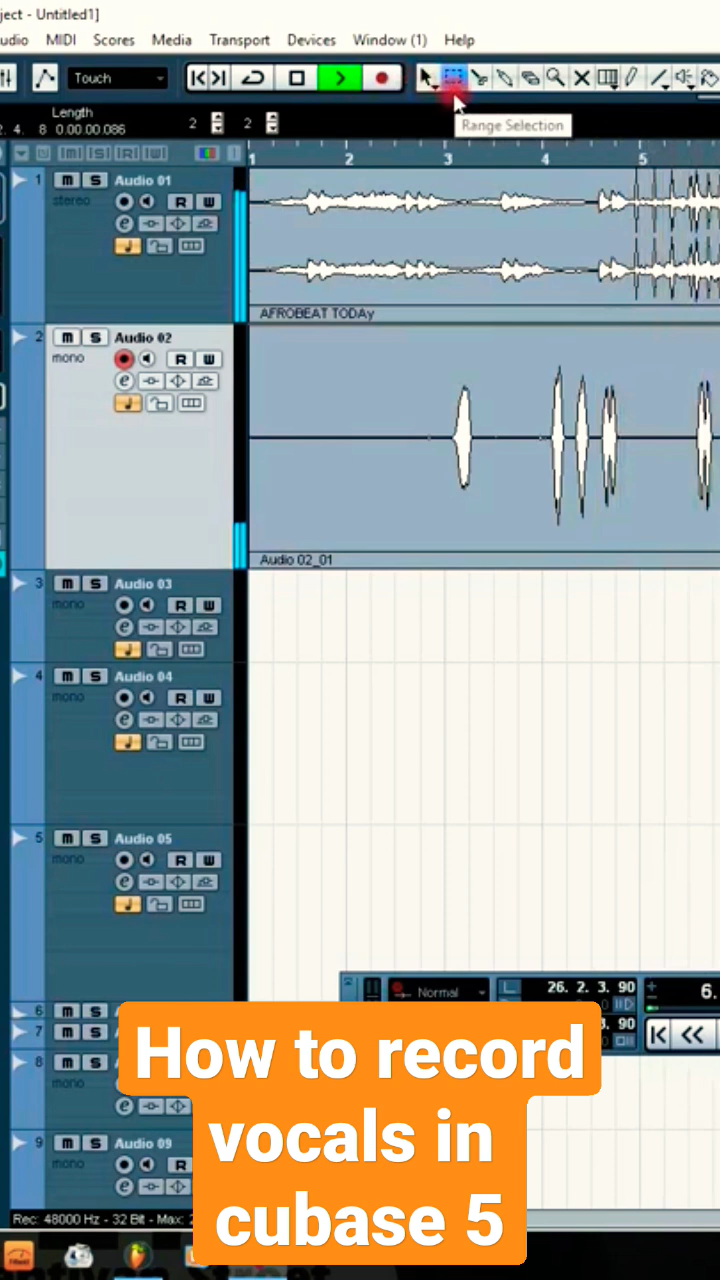 ject - Untitled1]
udio MIDI Scores Media Transport Devices Window (1) Help
Touch
Range Selection
Length
2. 4. 8 0.00.00.086 2 2
1 2 3 4 5
1 m S Audio 01
stereo
R W
e
AFROBEAT TODAy
2 m S Audio 02
mono
R W
e
Audio 02_01
3 m S Audio 03
mono
R W
e
4 m S Audio 04
mono
R W
e
5 m S Audio 05
mono
R W
e
Normal
26. 2. 3. 90
6.
3. 90
6 m S
7 m S
8 m S
mono
e
9 m S Audio 09
mono
R
e
How to record
vocals in
cubase 5
Rec: 48000 Hz - 32 Bit - Max: